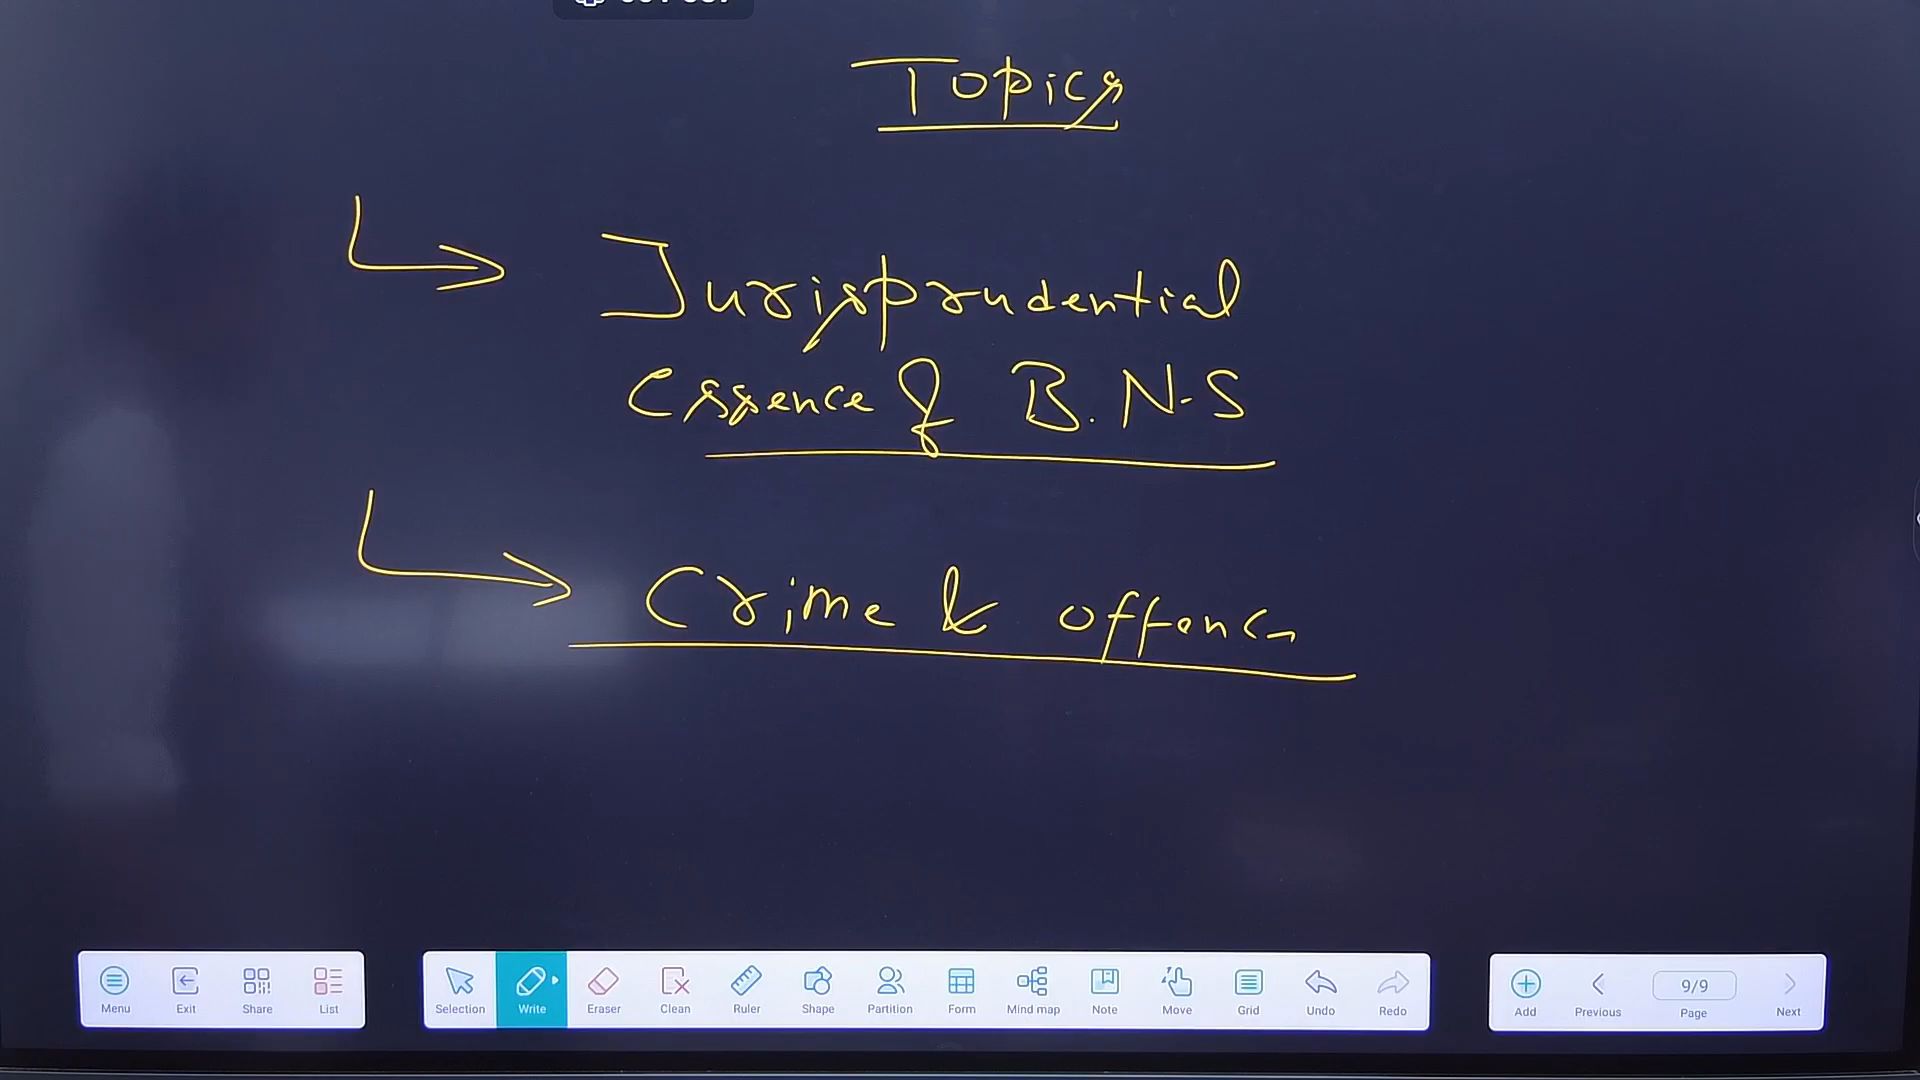 Topics
Jurisprudential
essence of B.N.S
Crime & offence
Menu
Exit
Share
List
Selection
Write
Eraser
Clean
Ruler
Shape
Partition
Form
Mind map
Note
Move
Grid
Undo
Redo
Add
Previous
9/9
Page
Next